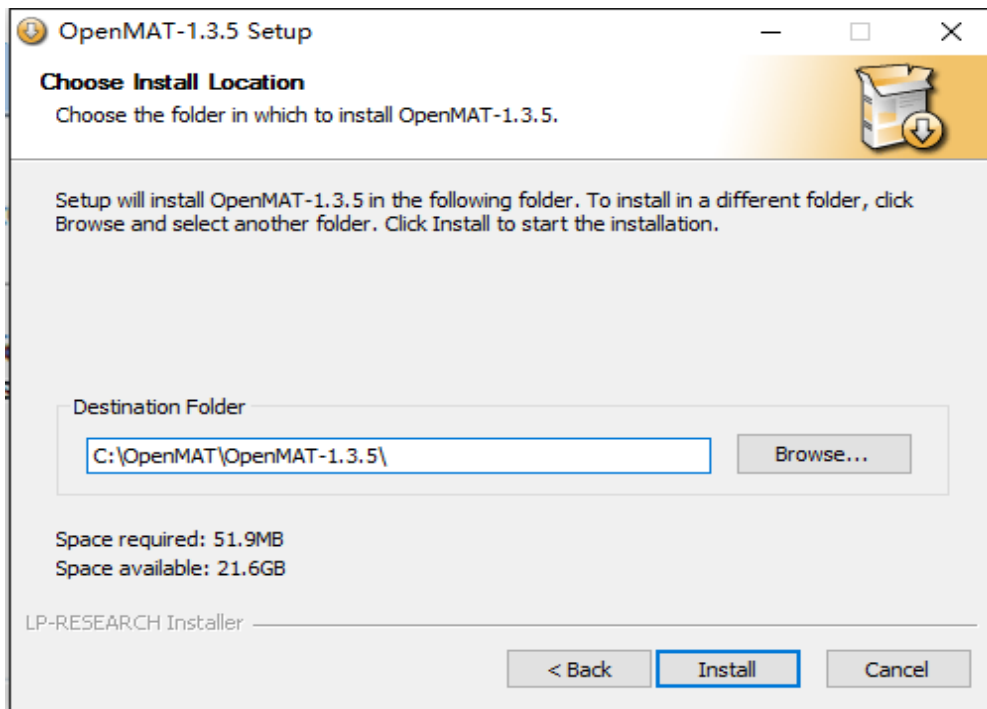 OpenMAT-1.3.5 Setup
Choose Install Location
Choose the folder in which to install OpenMAT-1.3.5.
Setup will install OpenMAT-1.3.5 in the following folder. To install in a different folder, click
Browse and select another folder. Click Install to start the installation.
Destination Folder
C:\OpenMAT\OpenMAT-1.3.5\
Browse...
Space required: 51.9MB
Space available: 21.6GB
LP-RESEARCH Installer
< Back
Install
Cancel